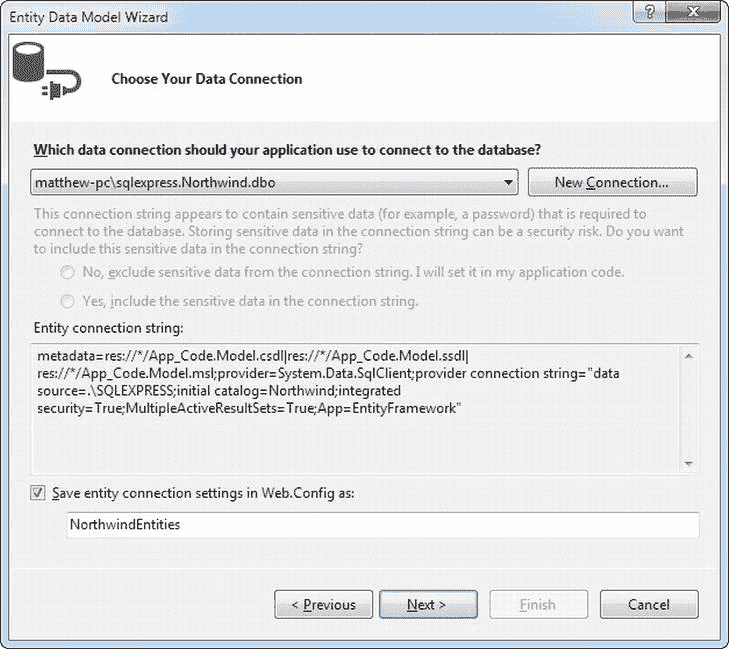 Entity Data Model Wizard
?
Choose Your Data Connection
Which data connection should your application use to connect to the database?
matthew-pc\sqlexpress.Northwind.dbo
New Connection...
This connection string appears to contain sensitive data (for example, a password) that is required to
connect to the database. Storing sensitive data in the connection string can be a security risk. Do you want
to include this sensitive data in the connection string?
No, exclude sensitive data from the connection string. I will set it in my application code.
Yes, include the sensitive data in the connection string.
Entity connection string:
metadata=res://*/App_Code.Model.csdl|res://*/App_Code.Model.ssdl|
res://*/App_Code.Model.msl;provider=System.Data.SqlClient;provider connection string="data
source=.\SQLEXPRESS;initial catalog=Northwind;integrated
security=True;MultipleActiveResultSets=True;App=EntityFramework"
Save entity connection settings in Web.Config as:
NorthwindEntities
< Previous
Next >
Finish
Cancel